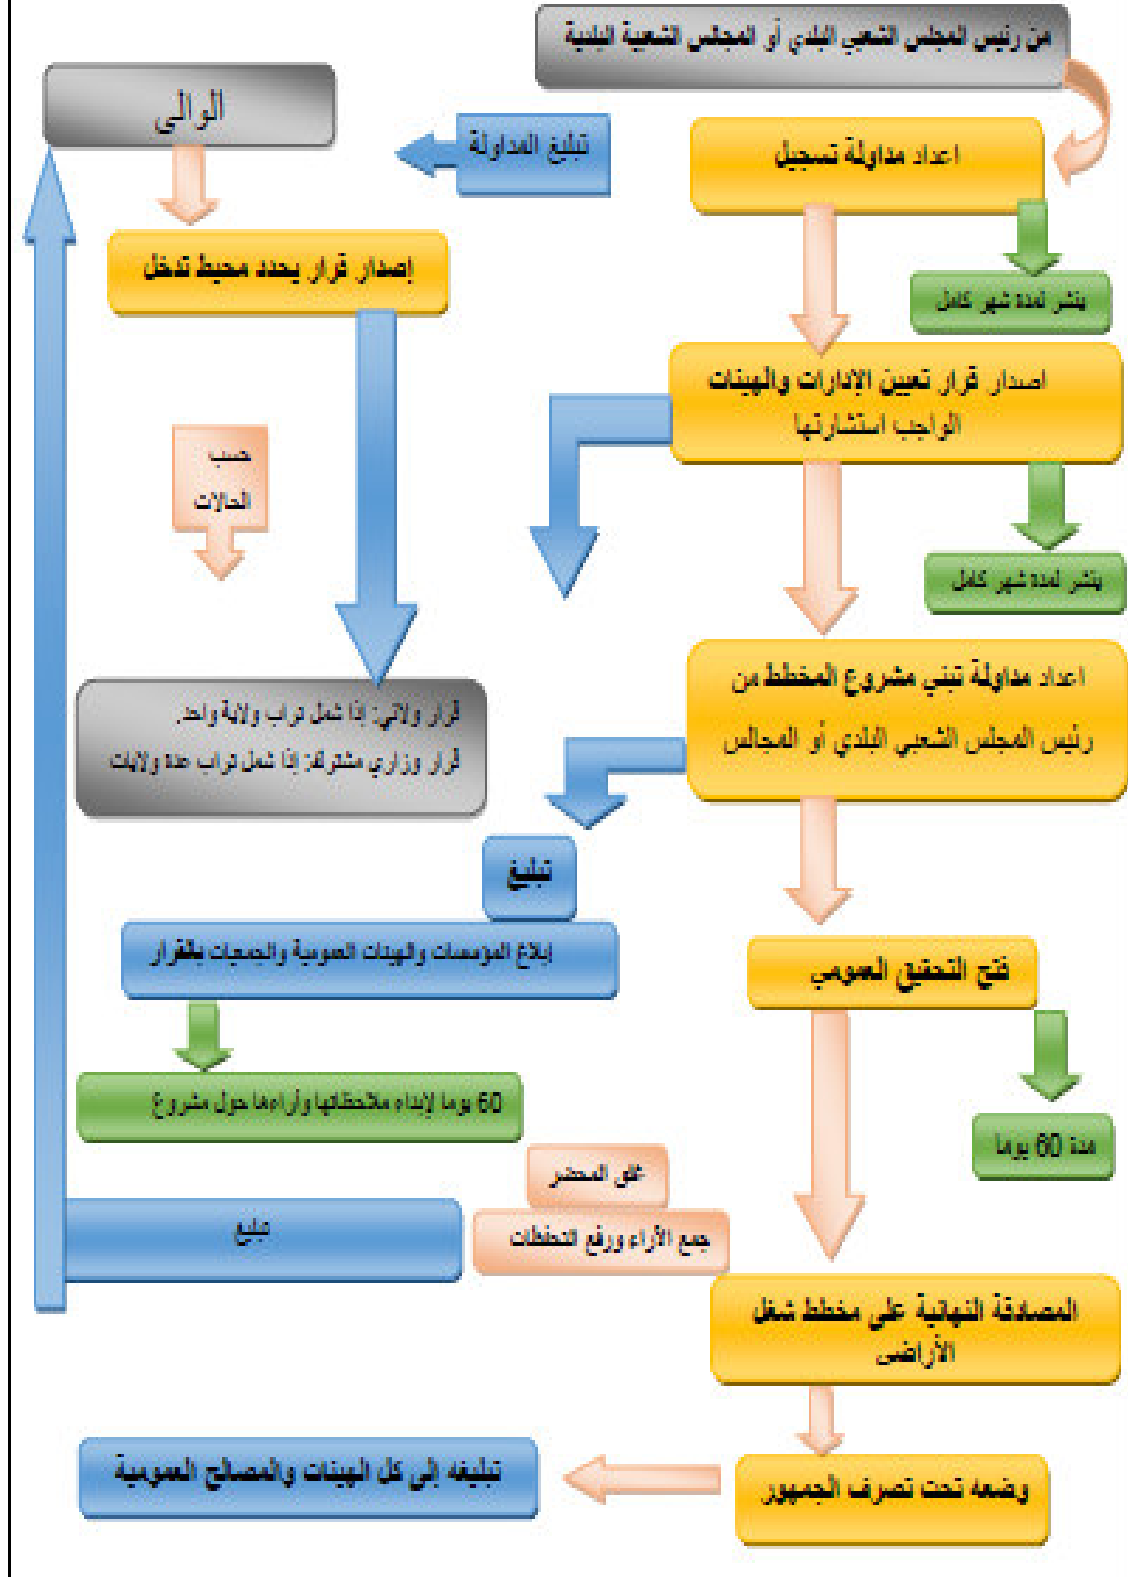 من رئيس المجلس الشعبي البلدي أو المجالس الشعبية البلدية
الوالي
تبليغ المداولة
اعداد مداولة تسجيل
إصدار قرار يحدد محيط تدخل
ينشر لمدة شهر كامل
اصدار قرار تعيين الإدارات والهيئات
الواجب استشارتها
حسب
الحالات
ينشر لمدة شهر كامل
اعداد مداولة تبني مشروع المخطط من
رئيس المجلس الشعبي البلدي أو المجالس
قرار ولائي: إذا شمل تراب ولاية واحد.
قرار وزاري مشترك: إذا شمل تراب عدة ولايات
تبليغ
إبلاغ المؤسسات والهيئات العمومية والجمعيات بالقرار
فتح التحقيق العمومي
60 يوما لإبداء ملاحظاتها وأراءها حول مشروع
مدة 60 يوما
غلق المحضر
جمع الأراء ورفع التحفظات
تبليغ
المصادقة النهائية على مخطط شغل
الأراضي
وضعه تحت تصرف الجمهور
تبليغه إلى كل الهيئات والمصالح العمومية